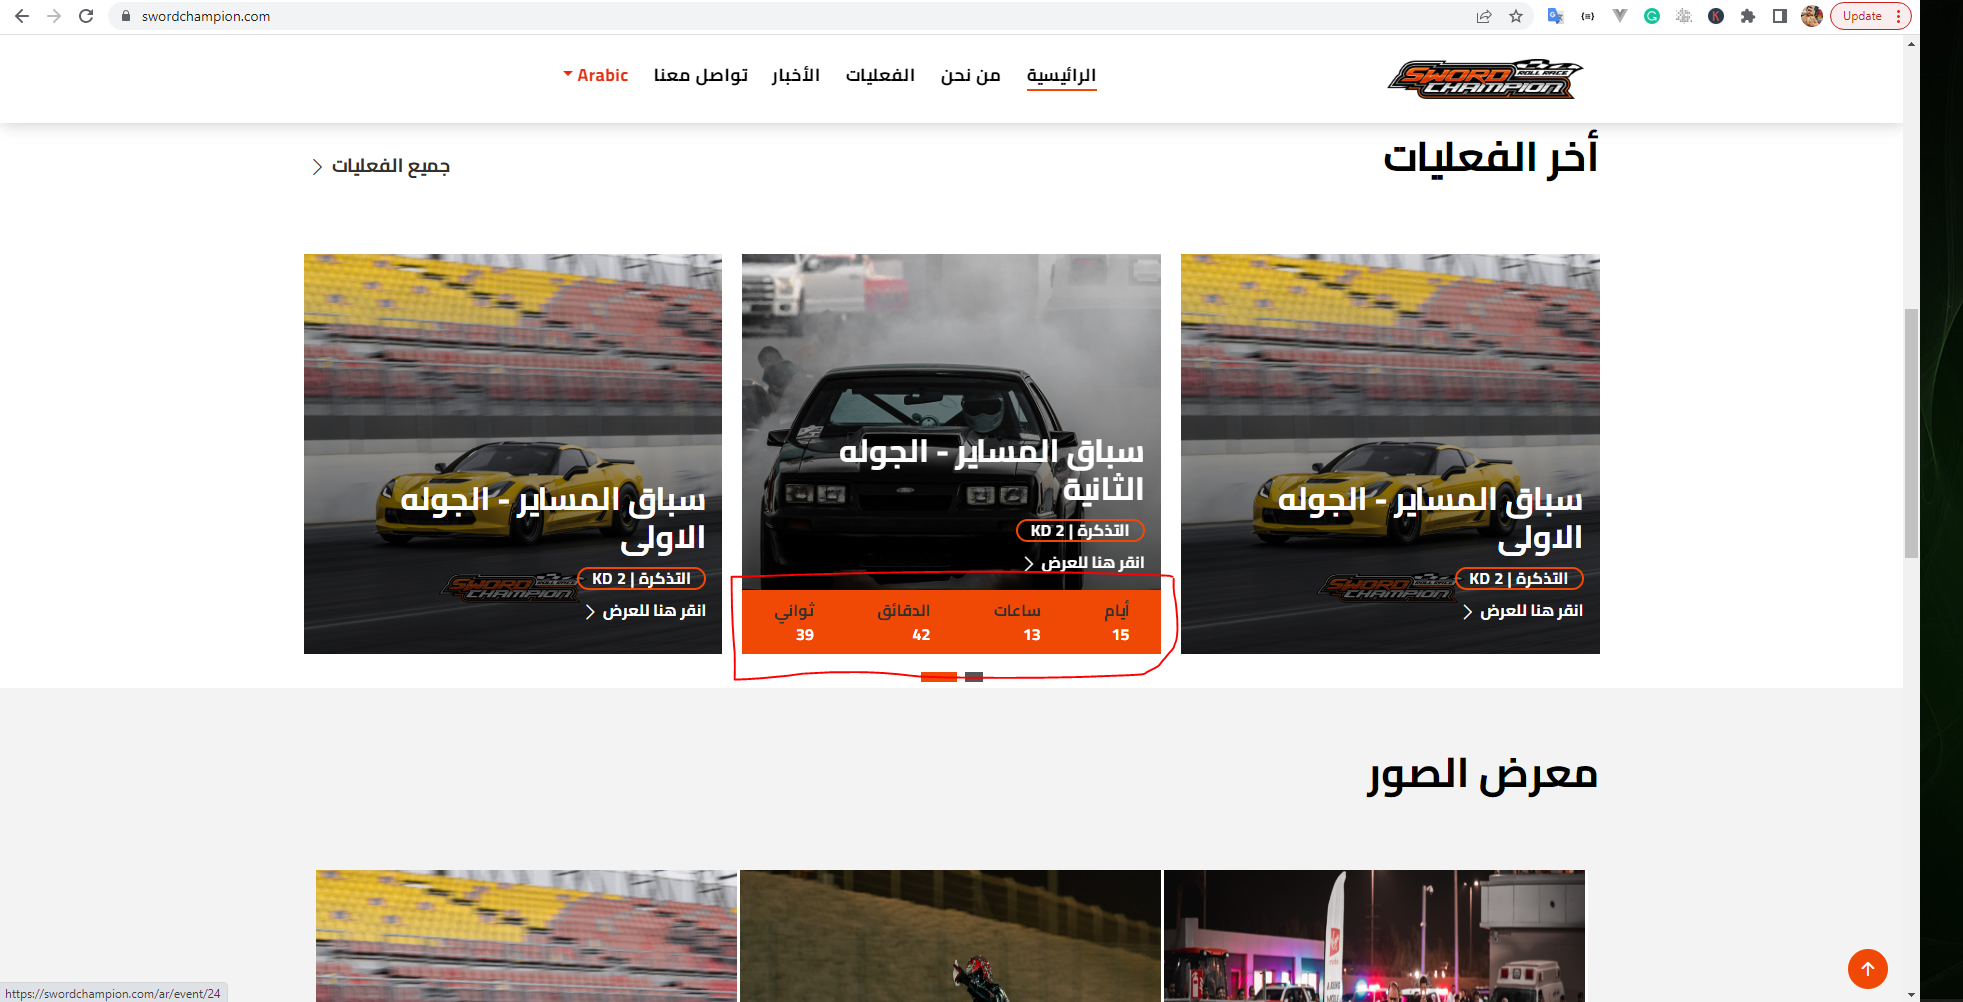 swordchampion.com
Update
SWORD
ROLL RACE
CHAMPION
الرائيسية
من نحن
الفعليات
الأخبار
تواصل معنا
Arabic
أخر الفعليات
جميع الفعليات
سباق المساير - الجوله
الاولى
التذكرة | 2 KD
انقر هنا للعرض
سباق المساير - الجوله
الثانية
التذكرة | 2 KD
انقر هنا للعرض
أيام
ساعات
الدقائق
ثواني
15
13
42
39
سباق المساير - الجوله
الاولى
التذكرة | 2 KD
انقر هنا للعرض
معرض الصور
https://swordchampion.com/ar/event/24